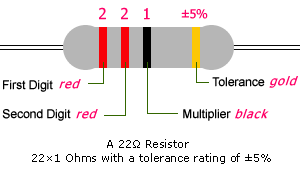 2 2 1 ±5%
First Digit red
Tolerance gold
Second Digit red
Multiplier black
A 22Ω Resistor
22×1 Ohms with a tolerance rating of ±5%